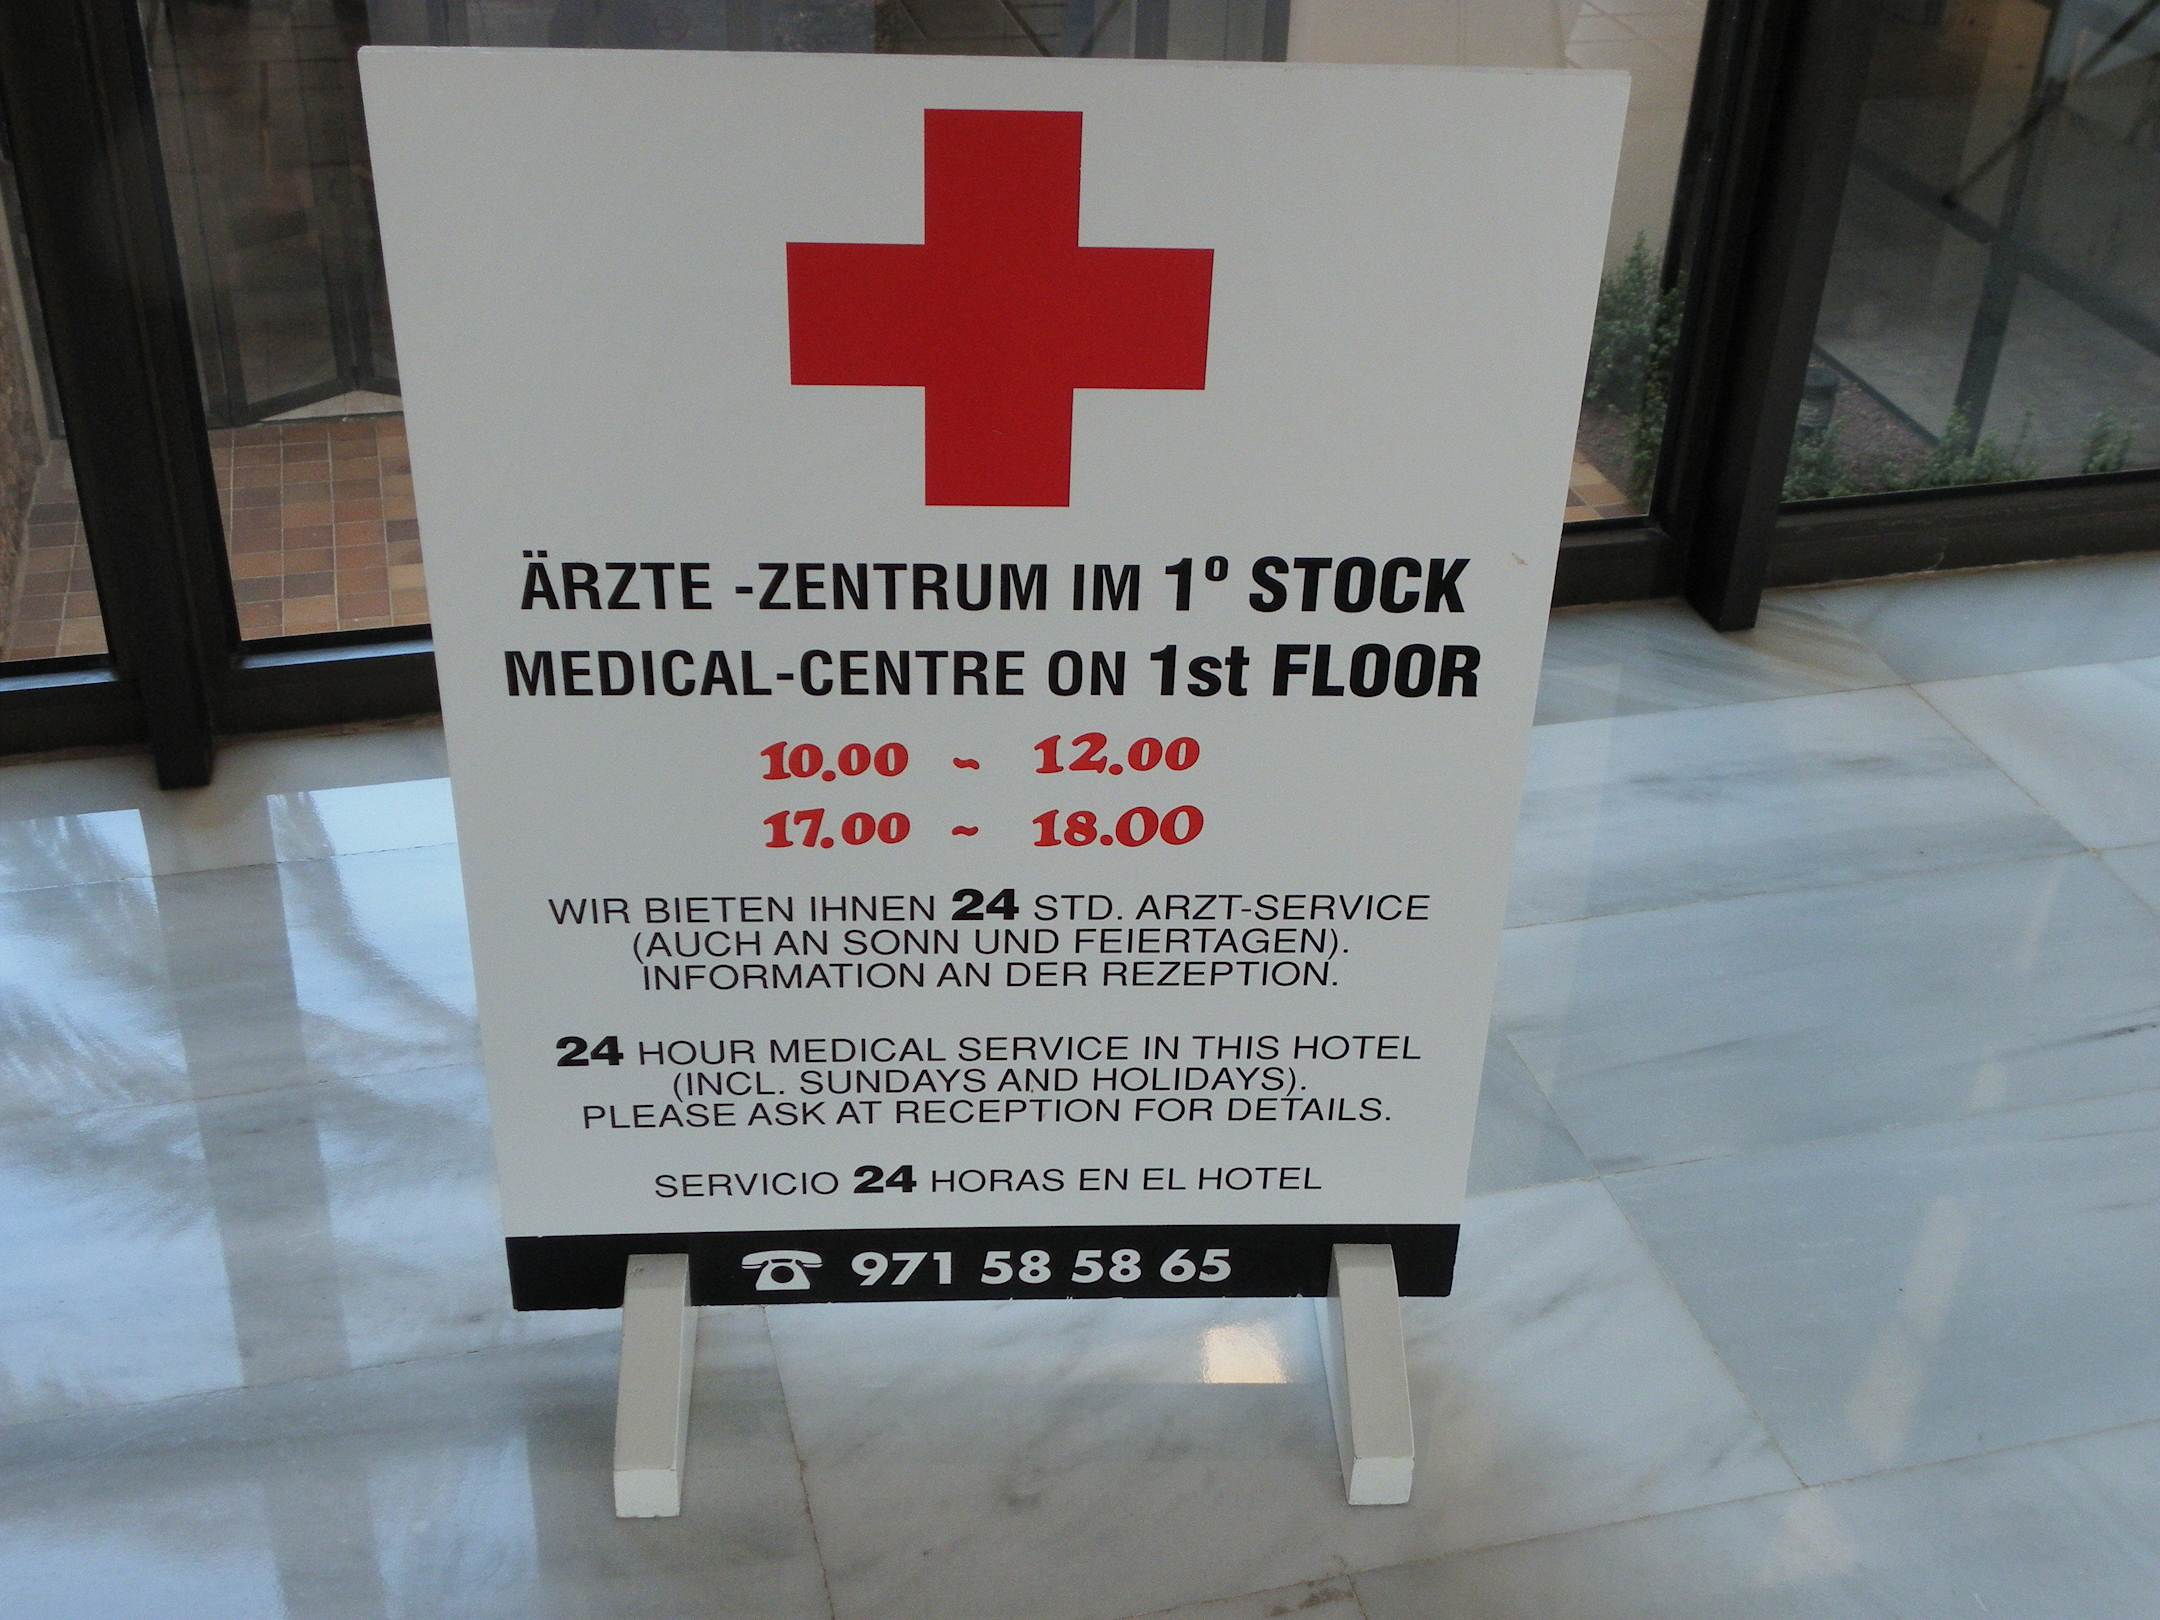 ÄRZTE -ZENTRUM IM 1º STOCK
MEDICAL-CENTRE ON 1st FLOOR
10.00 ~ 12.00
17.00 ~ 18.00
WIR BIETEN IHNEN 24 STD. ARZT-SERVICE
(AUCH AN SONN UND FEIERTAGEN).
INFORMATION AN DER REZEPTION.
24 HOUR MEDICAL SERVICE IN THIS HOTEL
(INCL. SUNDAYS AND HOLIDAYS).
PLEASE ASK AT RECEPTION FOR DETAILS.
SERVICIO 24 HORAS EN EL HOTEL
971 58 58 65